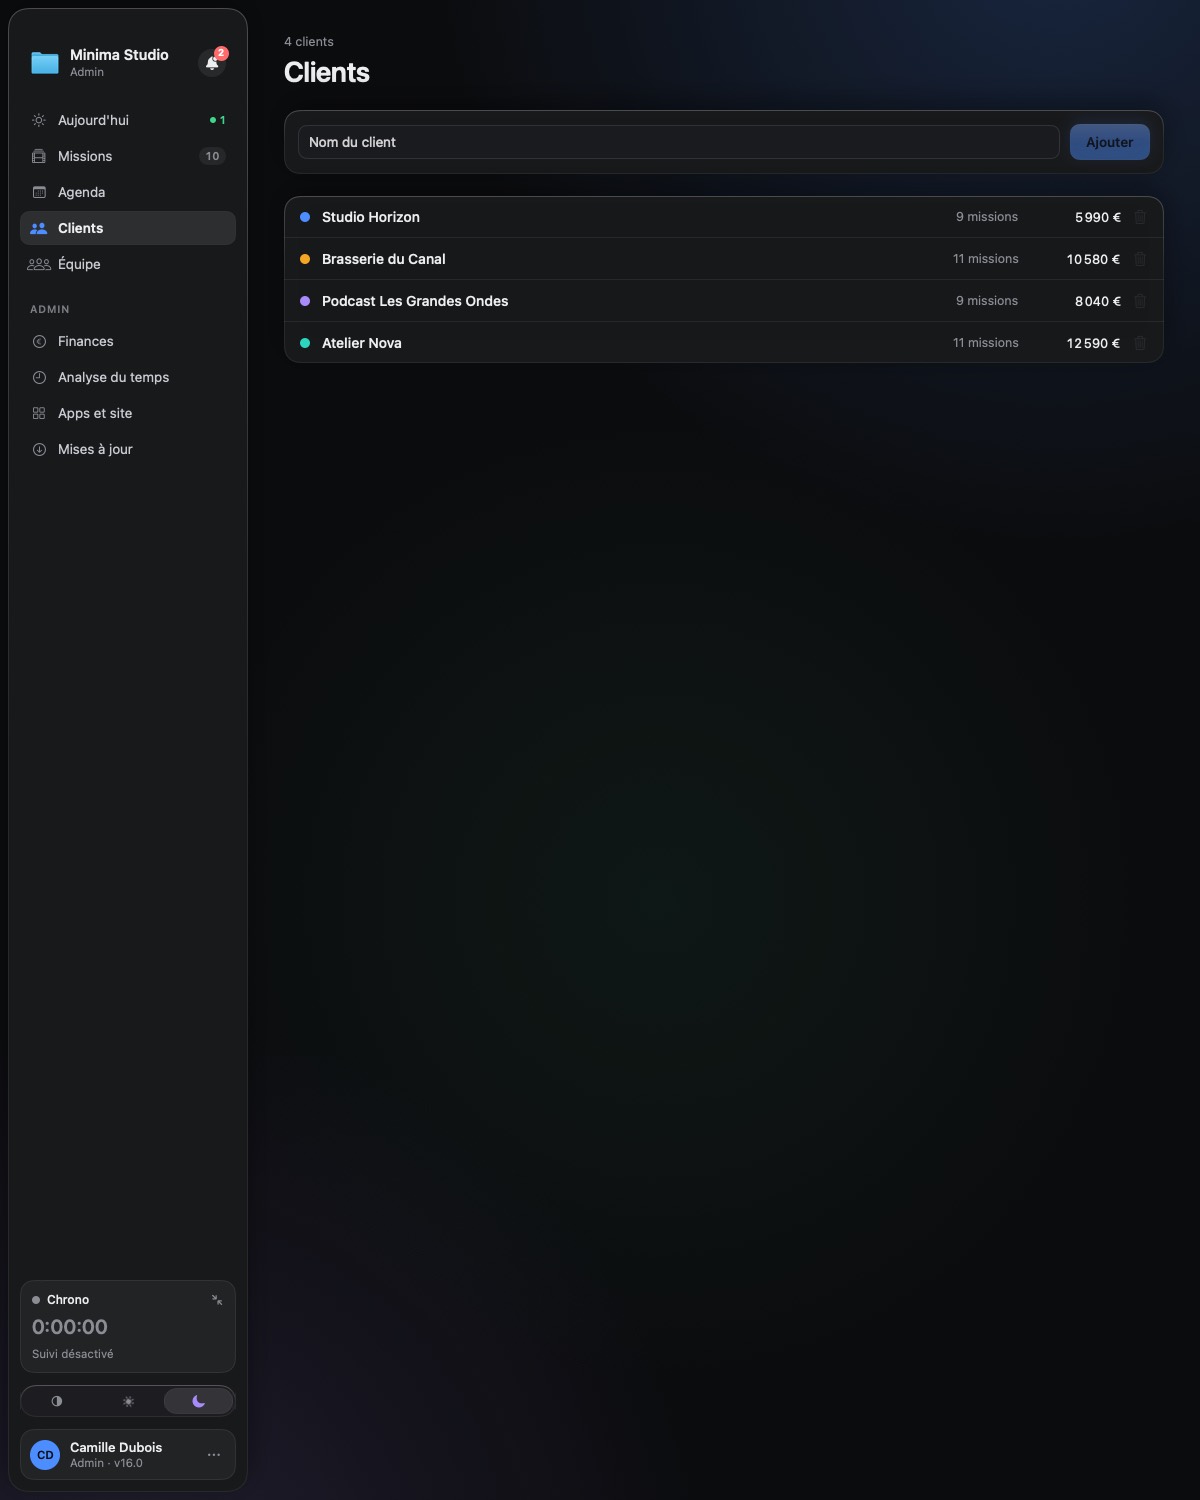 Minima Studio
Admin
2
Aujourd'hui
1
Missions
10
Agenda
Clients
Équipe
ADMIN
Finances
Analyse du temps
Apps et site
Mises à jour
Chrono
0:00:00
Suivi désactivé
CD
Camille Dubois
Admin · v16.0
4 clients
Clients
Nom du client
Ajouter
Studio Horizon 9 missions 5 990 €
Brasserie du Canal 11 missions 10 580 €
Podcast Les Grandes Ondes 9 missions 8 040 €
Atelier Nova 11 missions 12 590 €